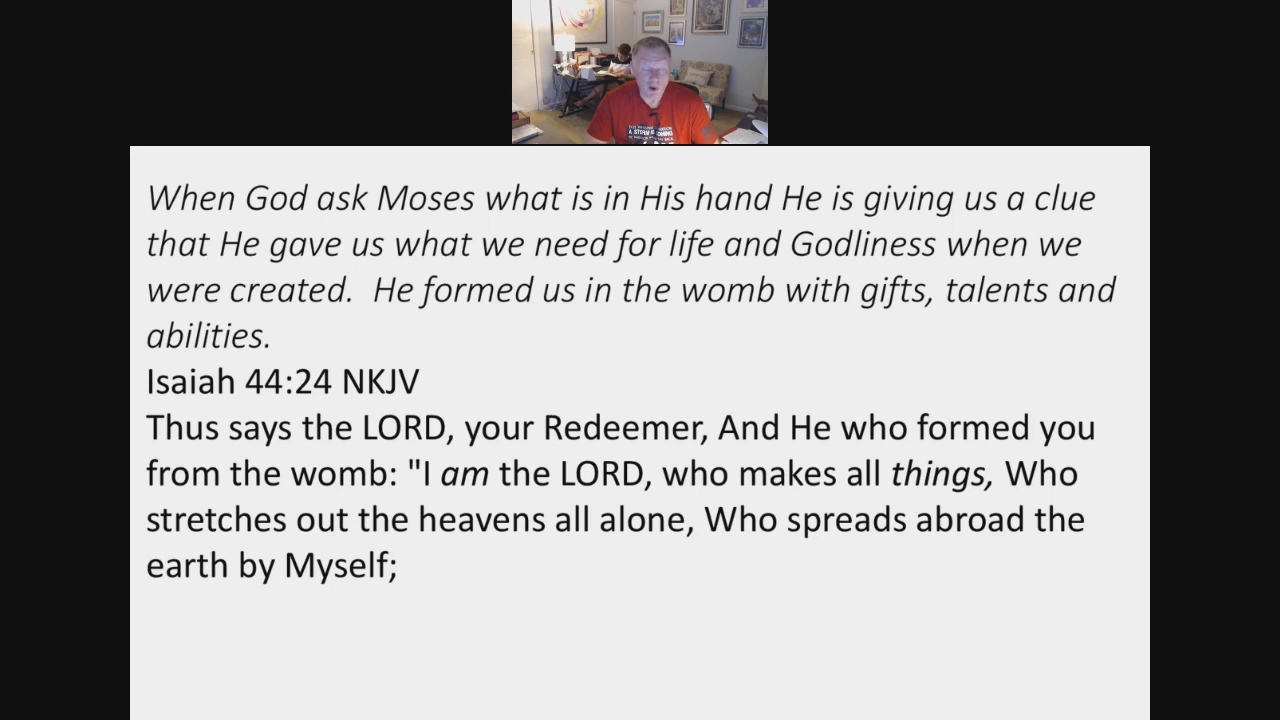 A STORM IS COMING
When God ask Moses what is in His hand He is giving us a clue
that He gave us what we need for life and Godliness when we
were created.  He formed us in the womb with gifts, talents and
abilities.
Isaiah 44:24 NKJV
Thus says the LORD, your Redeemer, And He who formed you
from the womb: "I am the LORD, who makes all things, Who
stretches out the heavens all alone, Who spreads abroad the
earth by Myself;